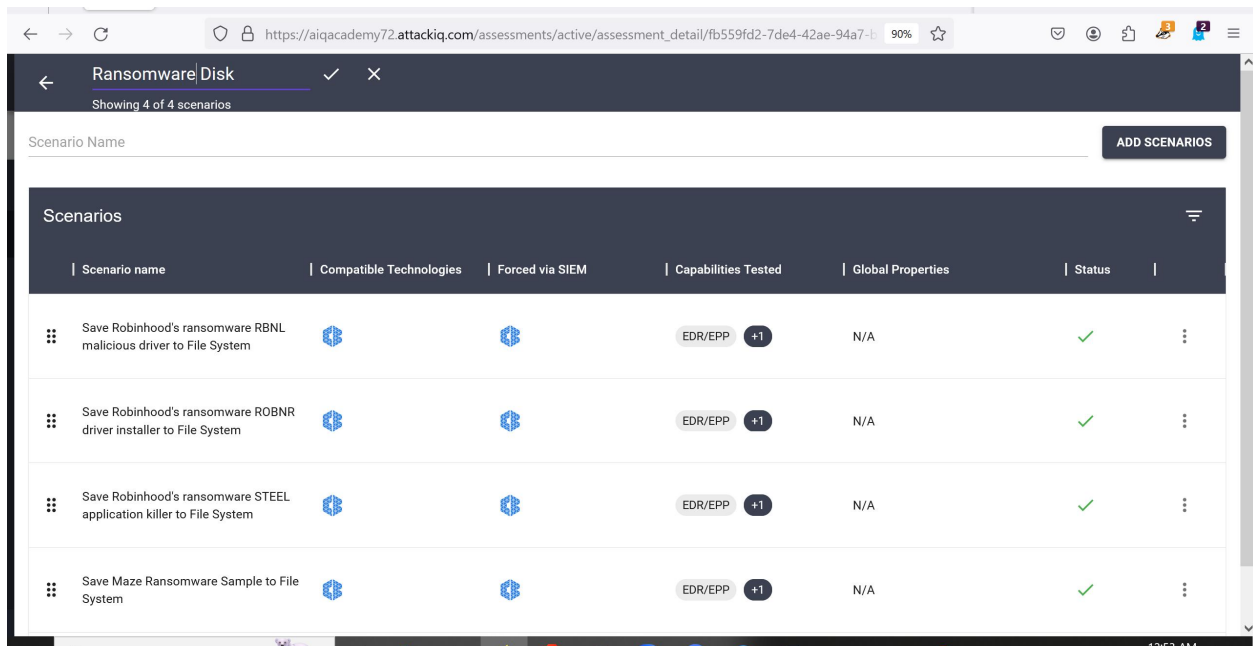 https://aiqacademy72.attackiq.com/assessments/active/assessment_detail/fb559fd2-7de4-42ae-94a7-b
90%
3
2
Ransomware Disk
Showing 4 of 4 scenarios
Scenario Name
ADD SCENARIOS
Scenarios
Scenario name
Compatible Technologies
Forced via SIEM
Capabilities Tested
Global Properties
Status
Save Robinhood's ransomware RBNL
malicious driver to File System
EDR/EPP
+1
N/A
Save Robinhood's ransomware ROBNR
driver installer to File System
EDR/EPP
+1
N/A
Save Robinhood's ransomware STEEL
application killer to File System
EDR/EPP
+1
N/A
Save Maze Ransomware Sample to File
System
EDR/EPP
+1
N/A